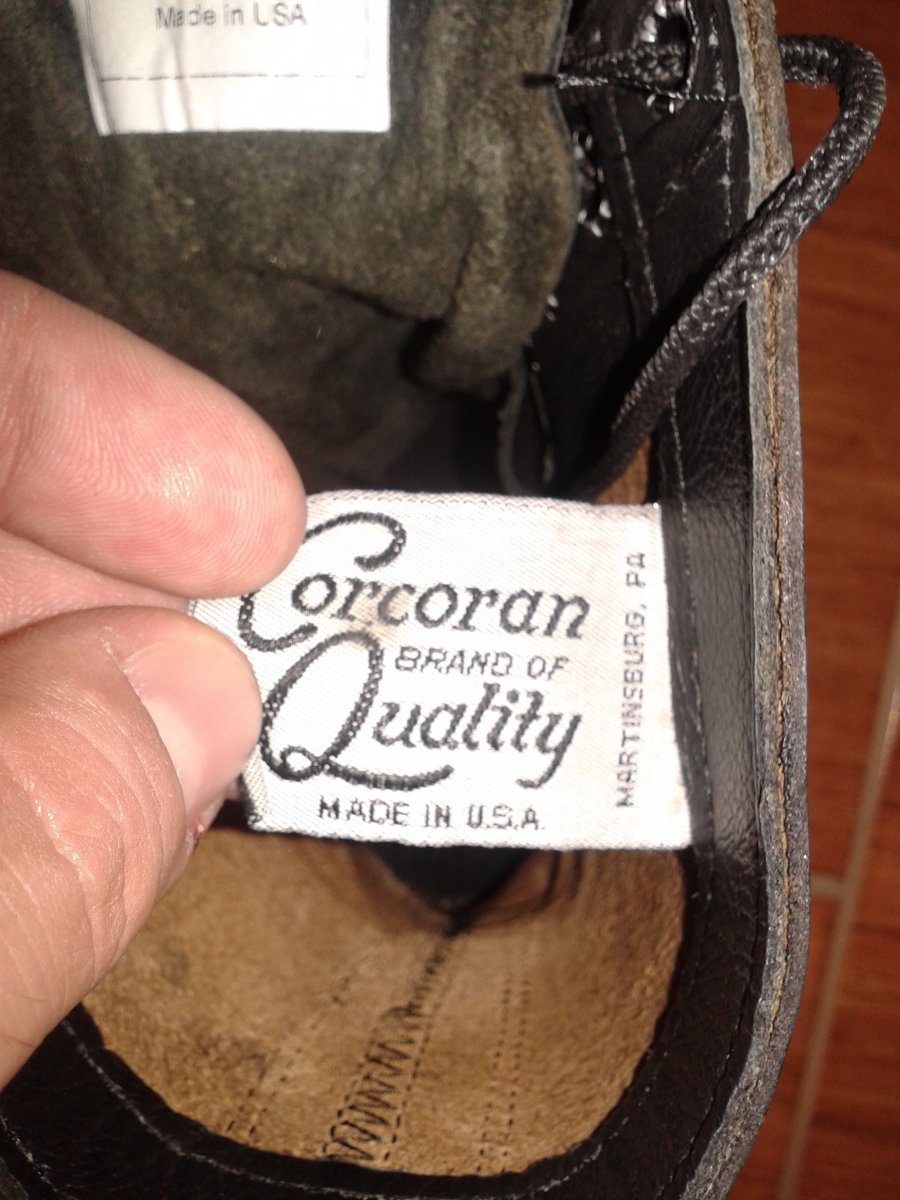 Made in USA
Corcoran
BRAND OF
Quality
MADE IN U.S.A.
MARTINSBURG, PA